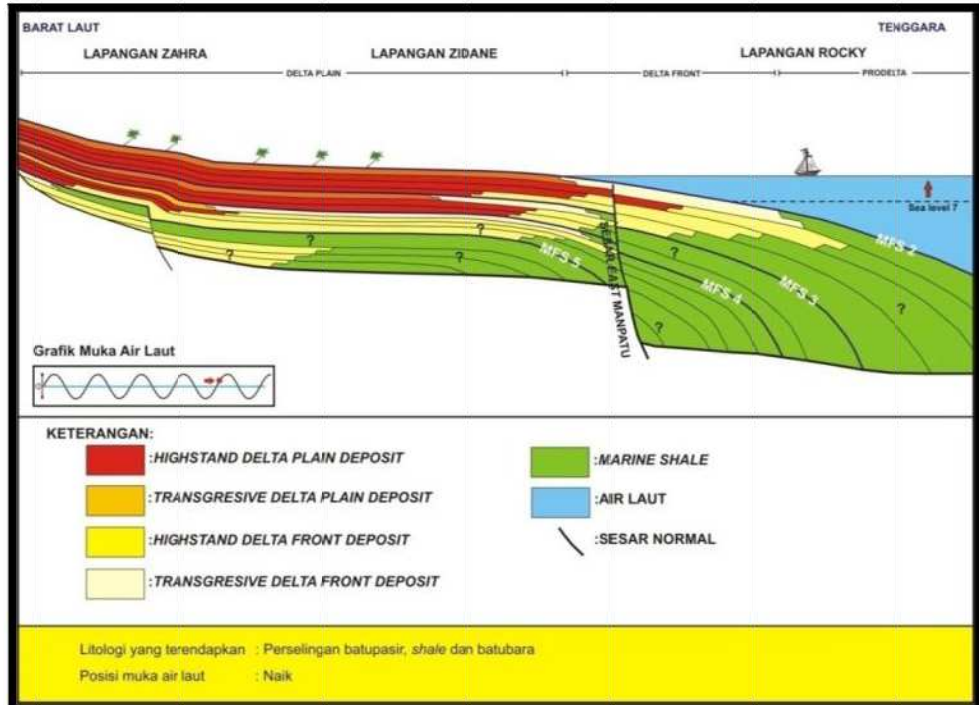 BARAT LAUT
TENGGARA
LAPANGAN ZAHRA
LAPANGAN ZIDANE
LAPANGAN ROCKY
DELTA PLAIN
DELTA FRONT
PRODELTA
Sea level 7
?
?
?
?
?
?
?
MFS 5
SESAR EAST MANPATU
MFS 4
MFS 3
MFS 2
Grafik Muka Air Laut
KETERANGAN:
:HIGHSTAND DELTA PLAIN DEPOSIT
:TRANSGRESIVE DELTA PLAIN DEPOSIT
:HIGHSTAND DELTA FRONT DEPOSIT
:TRANSGRESIVE DELTA FRONT DEPOSIT
:MARINE SHALE
:AIR LAUT
:SESAR NORMAL
Litologi yang terendapkan : Perselingan batupasir, shale dan batubara
Posisi muka air laut : Naik